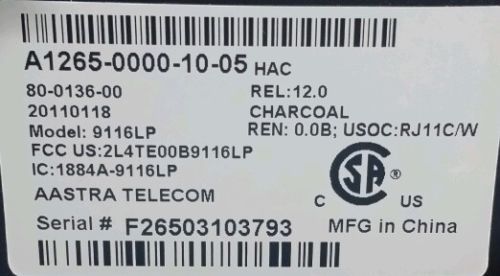 A1265-0000-10-05 HAC
80-0136-00 REL:12.0
20110118 CHARCOAL
Model: 9116LP REN: 0.0B; USOC:RJ11C/W
FCC US:2L4TE00B9116LP
IC:1884A-9116LP
AASTRA TELECOM
C SA ® US
Serial # F26503103793 MFG in China